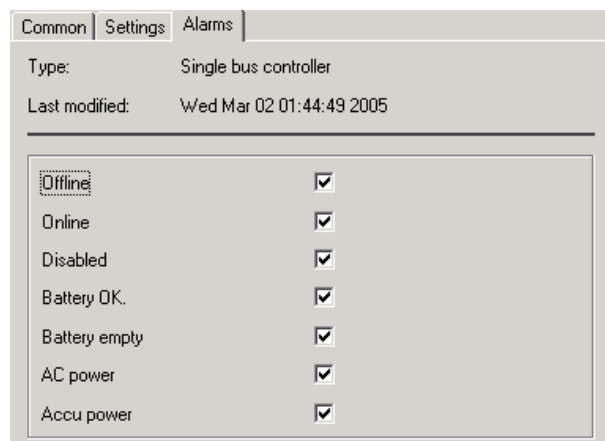 Common Settings Alarms
Type: Single bus controller
Last modified: Wed Mar 02 01:44:49 2005
Offline
Online
Disabled
Battery OK.
Battery empty
AC power
Accu power